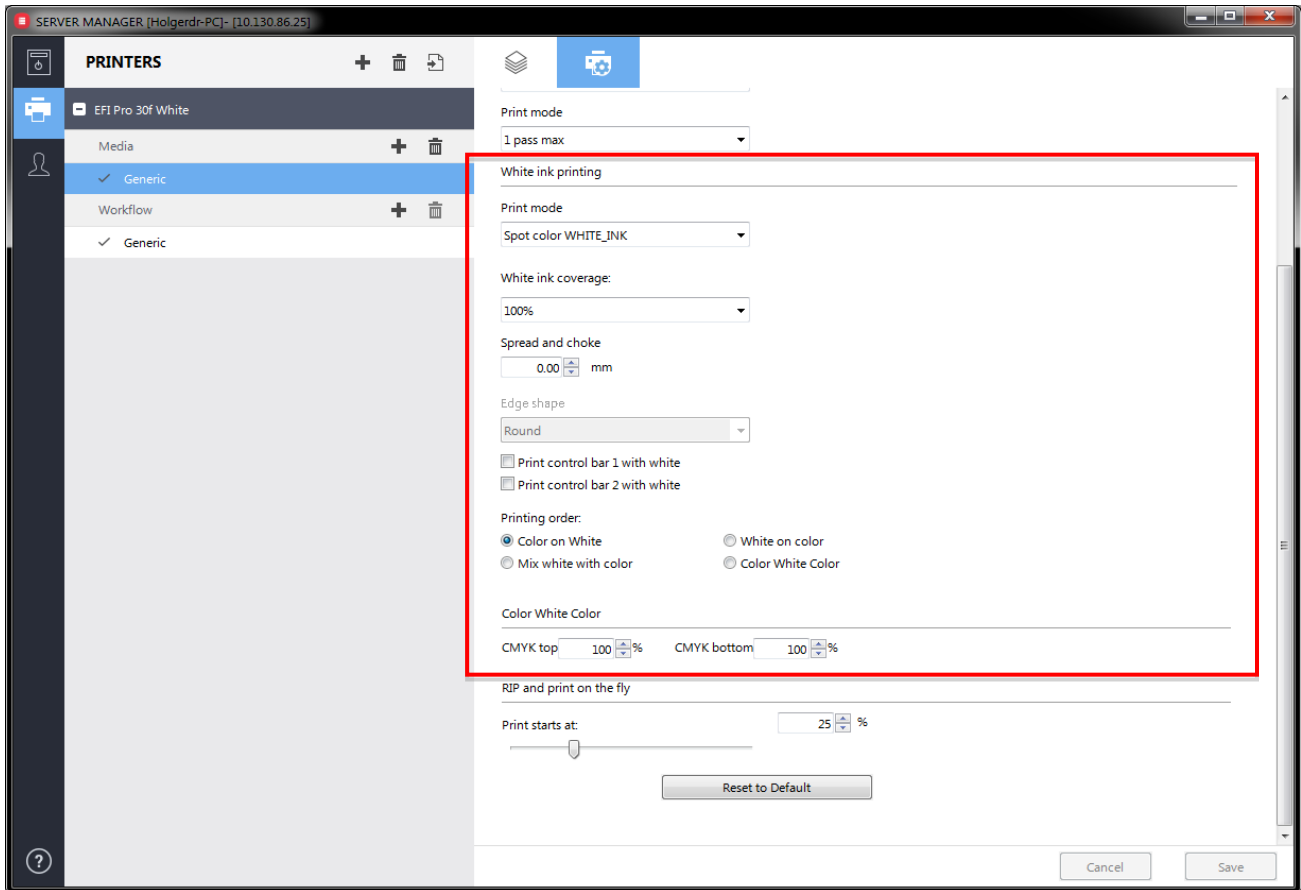 SERVER MANAGER [Holgerdr-PC]- [10.130.86.25]
PRINTERS
EFI Pro 30f White
Media
Generic
Workflow
Generic
Print mode
1 pass max
White ink printing
Print mode
Spot color WHITE_INK
White ink coverage:
100%
Spread and choke
0.00 mm
Edge shape
Round
Print control bar 1 with white
Print control bar 2 with white
Printing order:
Color on White White on color
Mix white with color Color White Color
Color White Color
CMYK top 100 % CMYK bottom 100 %
RIP and print on the fly
Print starts at: 25 %
Reset to Default
? Cancel Save